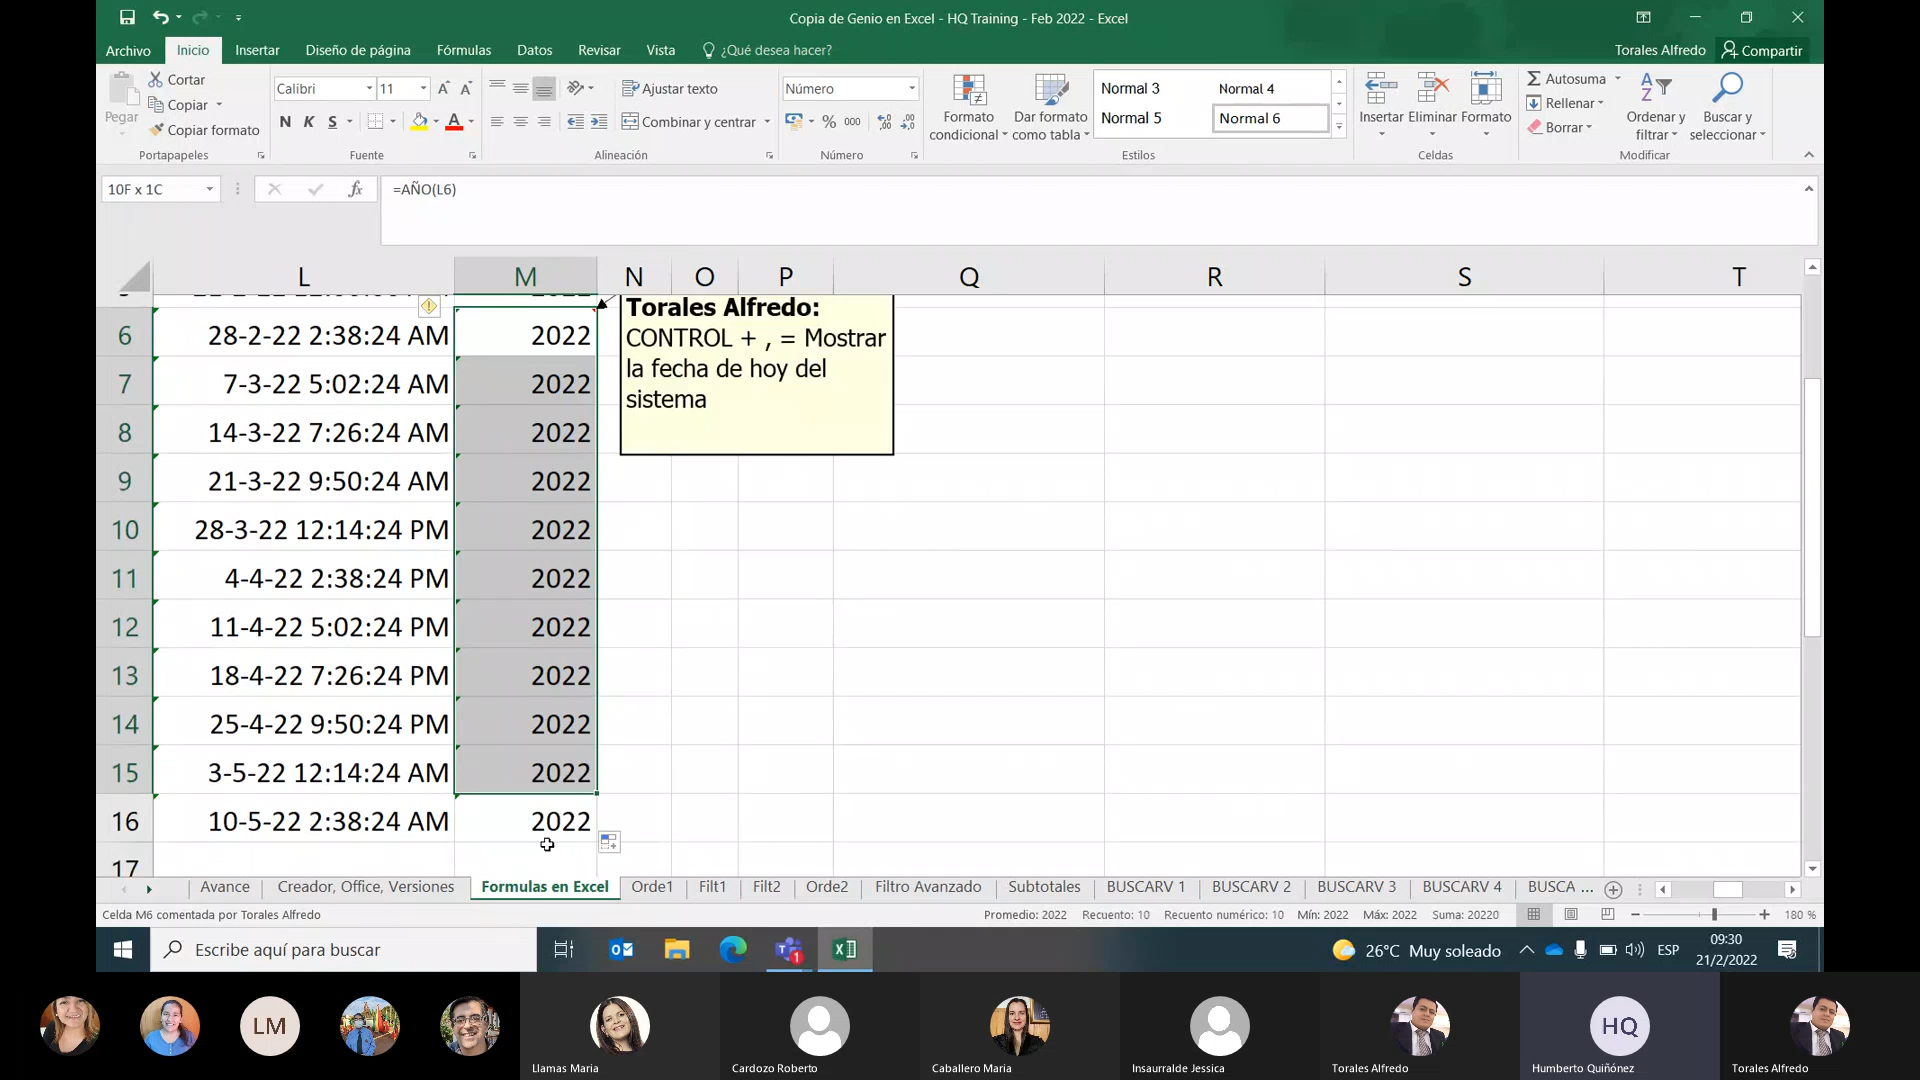 Copia de Genio en Excel - HQ Training - Feb 2022 - Excel
Archivo Inicio Insertar Diseño de página Fórmulas Datos Revisar Vista ¿Qué desea hacer? Torales Alfredo Compartir
Pegar
Cortar
Copiar
Copiar formato
Portapapeles
Calibri 11
N K S
Fuente
Ajustar texto
Combinar y centrar
Alineación
Número
% 000
Número
Formato condicional
Dar formato como tabla
Normal 3 Normal 4
Normal 5 Normal 6
Estilos
Insertar Eliminar Formato
Celdas
Autosuma
Rellenar
Borrar
Ordenar y filtrar
Buscar y seleccionar
Modificar
10F x 1C fx =AÑO(L6)
L M N O P Q R S T
6 28-2-22 2:38:24 AM 2022
7 7-3-22 5:02:24 AM 2022
8 14-3-22 7:26:24 AM 2022
9 21-3-22 9:50:24 AM 2022
10 28-3-22 12:14:24 PM 2022
11 4-4-22 2:38:24 PM 2022
12 11-4-22 5:02:24 PM 2022
13 18-4-22 7:26:24 PM 2022
14 25-4-22 9:50:24 PM 2022
15 3-5-22 12:14:24 AM 2022
16 10-5-22 2:38:24 AM 2022
17
Torales Alfredo:
CONTROL + , = Mostrar
la fecha de hoy del
sistema
Avance Creador, Office, Versiones Formulas en Excel Orde1 Filt1 Filt2 Orde2 Filtro Avanzado Subtotales BUSCARV 1 BUSCARV 2 BUSCARV 3 BUSCARV 4 BUSCA ...
Celda M6 comentada por Torales Alfredo Promedio: 2022 Recuento: 10 Recuento numérico: 10 Mín: 2022 Máx: 2022 Suma: 20220 180 %
Escribe aquí para buscar 1 26°C Muy soleado ESP 09:30
21/2/2022
LM HQ
Llamas Maria Cardozo Roberto Caballero Maria Insaurralde Jessica Torales Alfredo Humberto Quiñónez Torales Alfredo